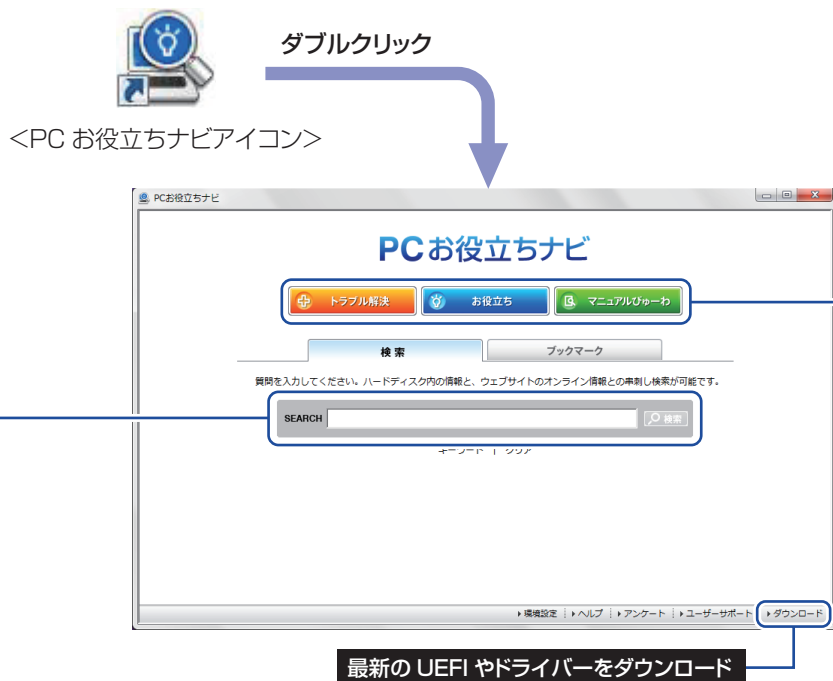 ダブルクリック
<PC お役立ちナビアイコン>
PCお役立ちナビ
PCお役立ちナビ
トラブル解決 お役立ち マニュアルびゅーわ
検索 ブックマーク
質問を入力してください。ハードディスク内の情報と、ウェブサイトのオンライン情報との串刺し検索が可能です。
SEARCH 検索
キーワード | クリア
環境設定 ヘルプ アンケート ユーザーサポート ダウンロード
最新の UEFI やドライバーをダウンロード